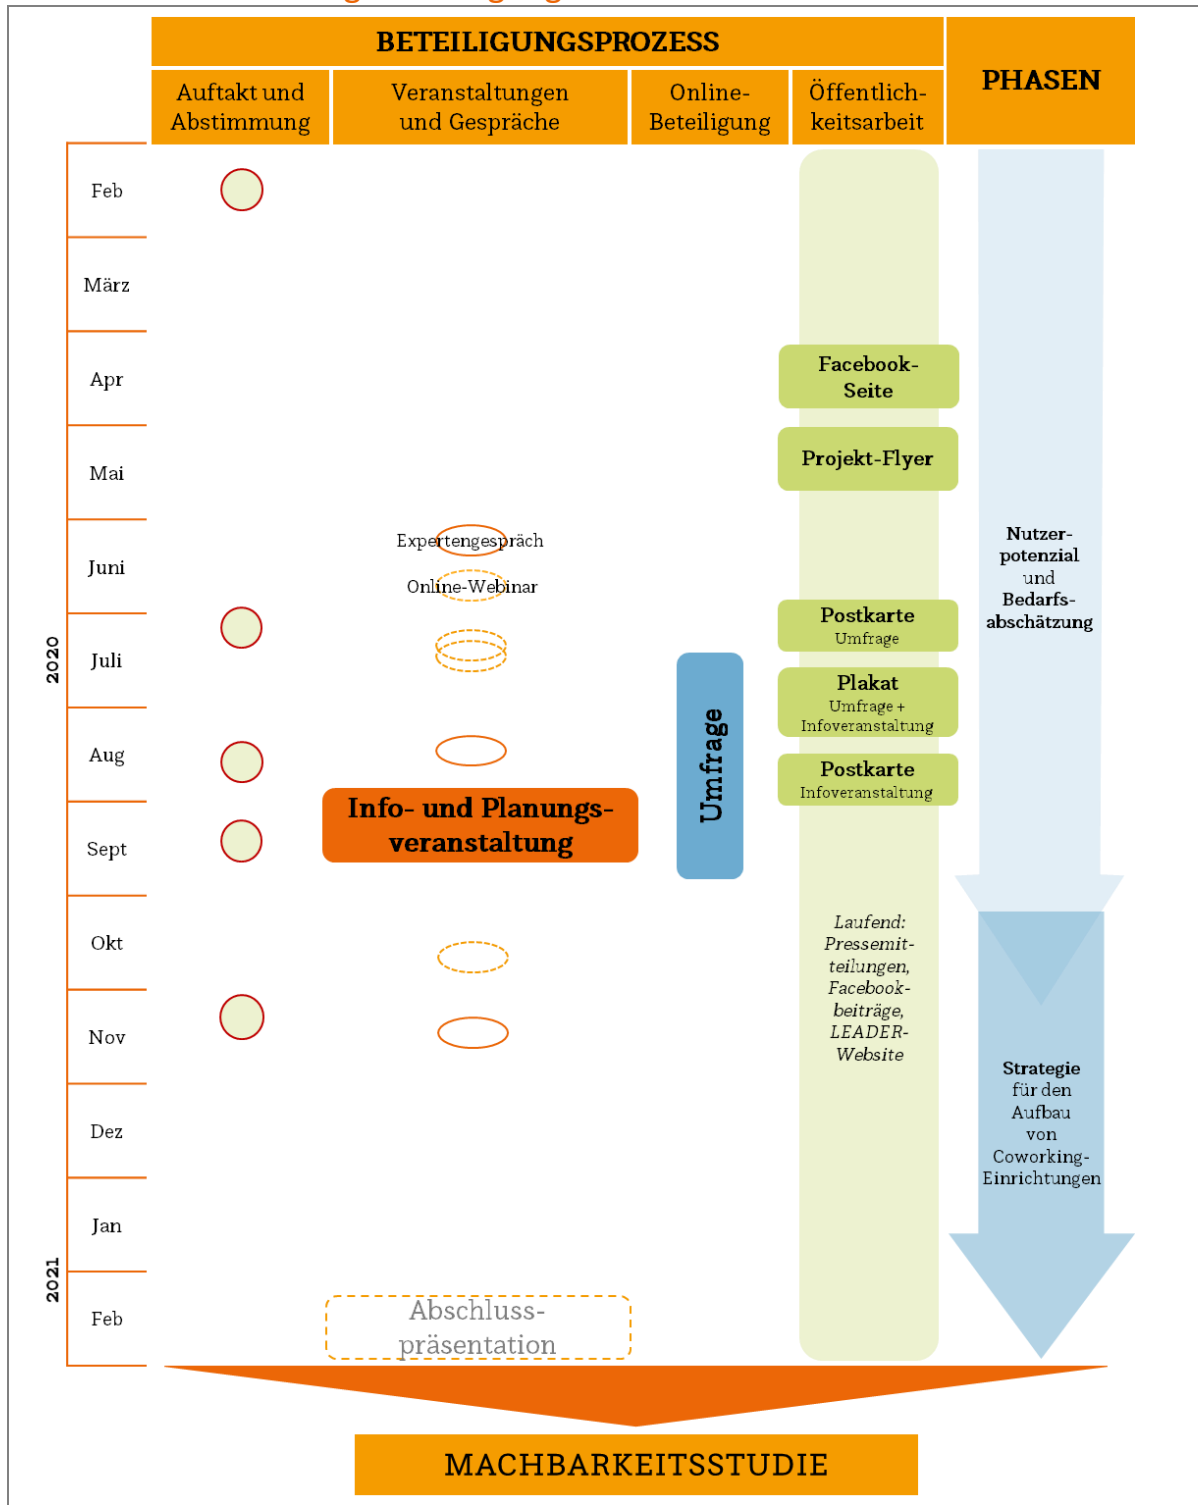 BETEILIGUNGSPROZESS
PHASEN
Auftakt und
Abstimmung
Veranstaltungen
und Gespräche
Online-
Beteiligung
Öffentlich-
keitsarbeit
2020
Feb
März
Apr
Facebook-
Seite
Mai
Projekt-Flyer
Juni
Expertengespräch
Online-Webinar
Nutzer-
potenzial
und
Bedarfs-
abschätzung
Juli
Postkarte
Umfrage
Plakat
Umfrage +
Infoveranstaltung
Umfrage
Aug
Postkarte
Infoveranstaltung
Sept
Info- und Planungs-
veranstaltung
Okt
Laufend:
Pressemit-
teilungen,
Facebook-
beiträge,
LEADER-
Website
Nov
Strategie
für den
Aufbau
von
Coworking-
Einrichtungen
Dez
2021
Jan
Feb
Abschluss-
präsentation
MACHBARKEITSSTUDIE